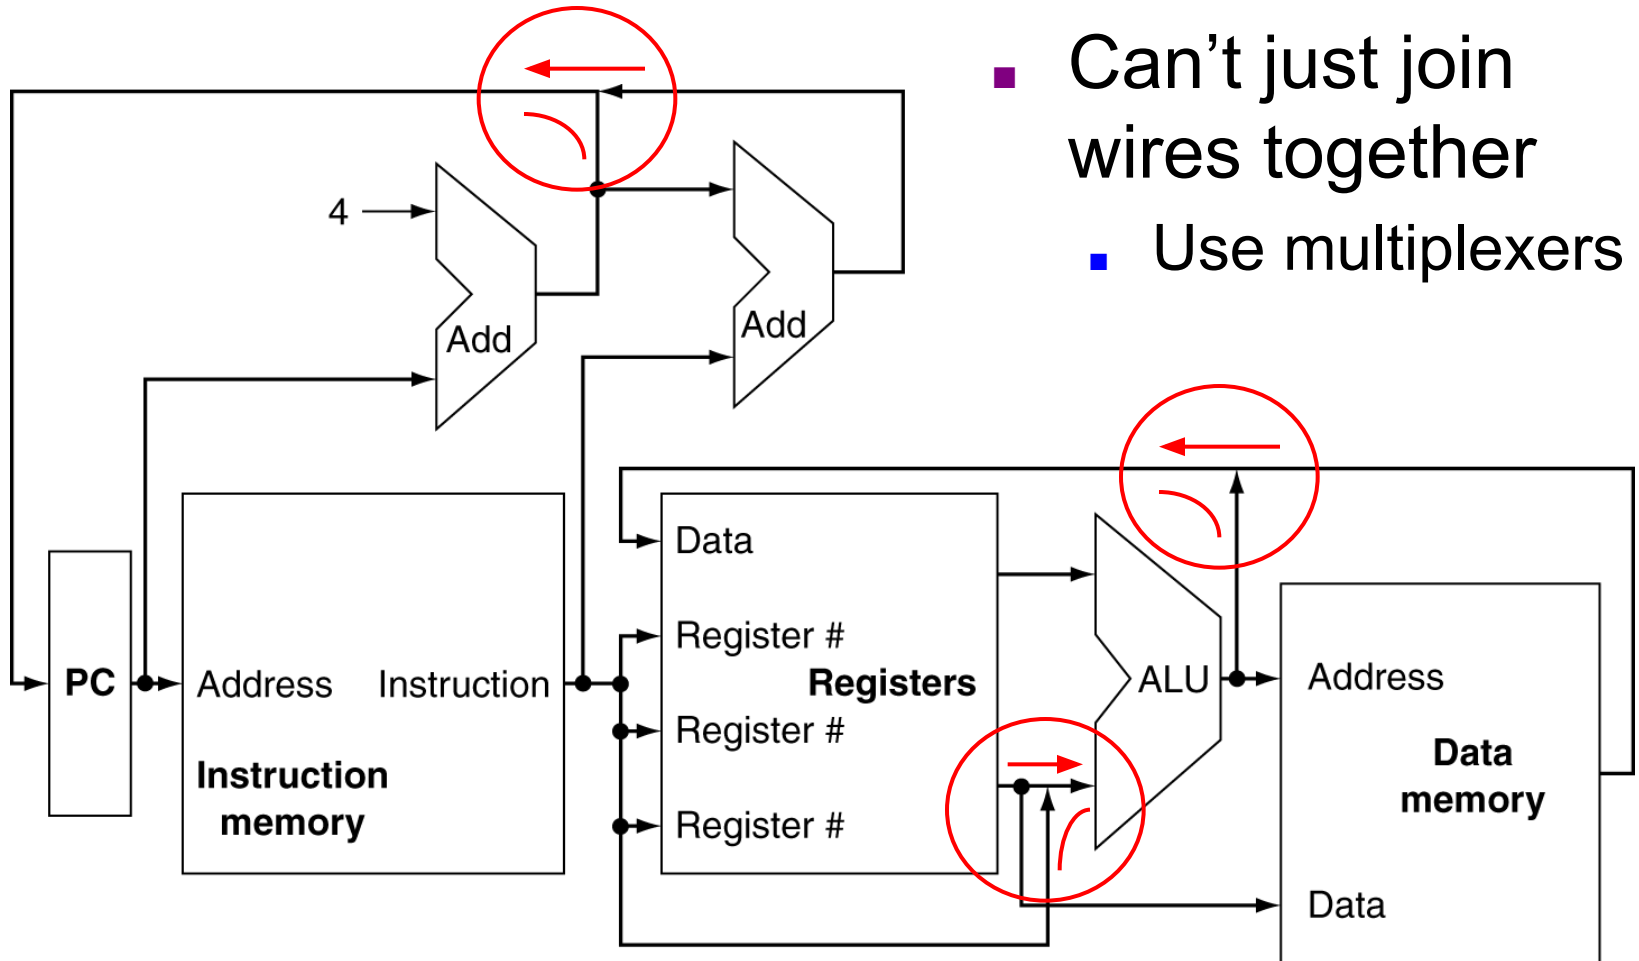 Can’t just join
wires together
Use multiplexers
4
Add
Add
Data
Register #
PC
Address
Instruction
Registers
ALU
Address
Register #
Instruction
memory
Data
memory
Register #
Data